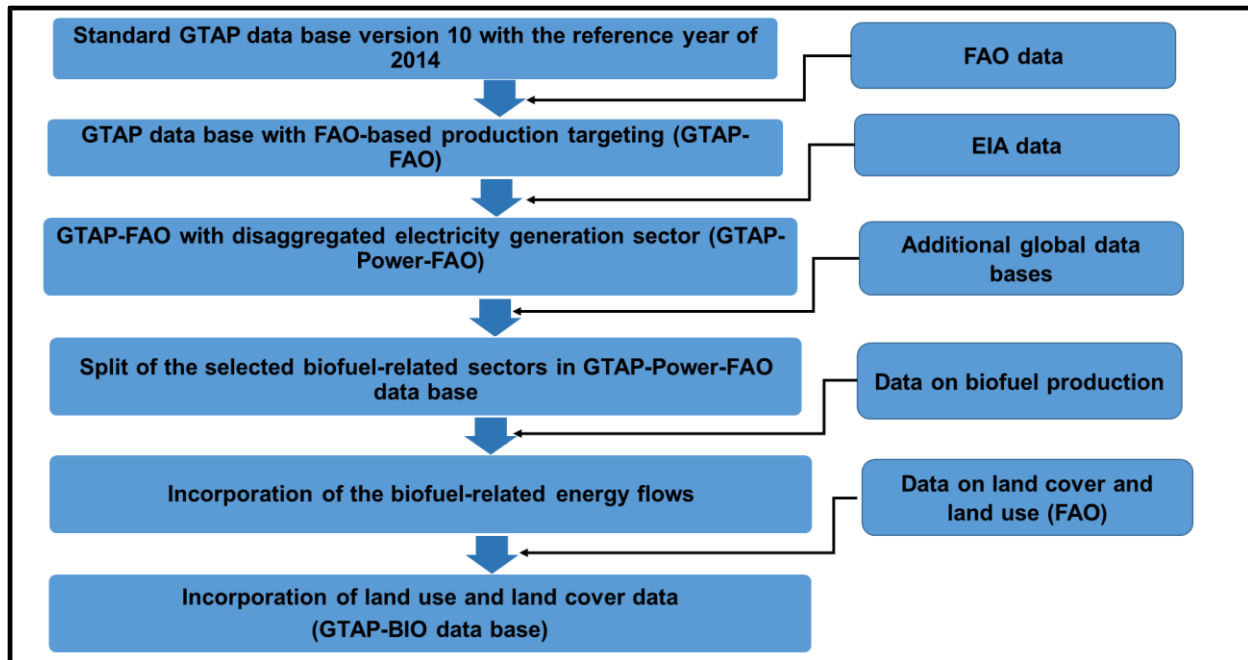 Standard GTAP data base version 10 with the reference year of
2014
FAO data
GTAP data base with FAO-based production targeting (GTAP-
FAO)
EIA data
GTAP-FAO with disaggregated electricity generation sector (GTAP-
Power-FAO)
Additional global data
bases
Split of the selected biofuel-related sectors in GTAP-Power-FAO
data base
Data on biofuel production
Incorporation of the biofuel-related energy flows
Data on land cover and
land use (FAO)
Incorporation of land use and land cover data
(GTAP-BIO data base)